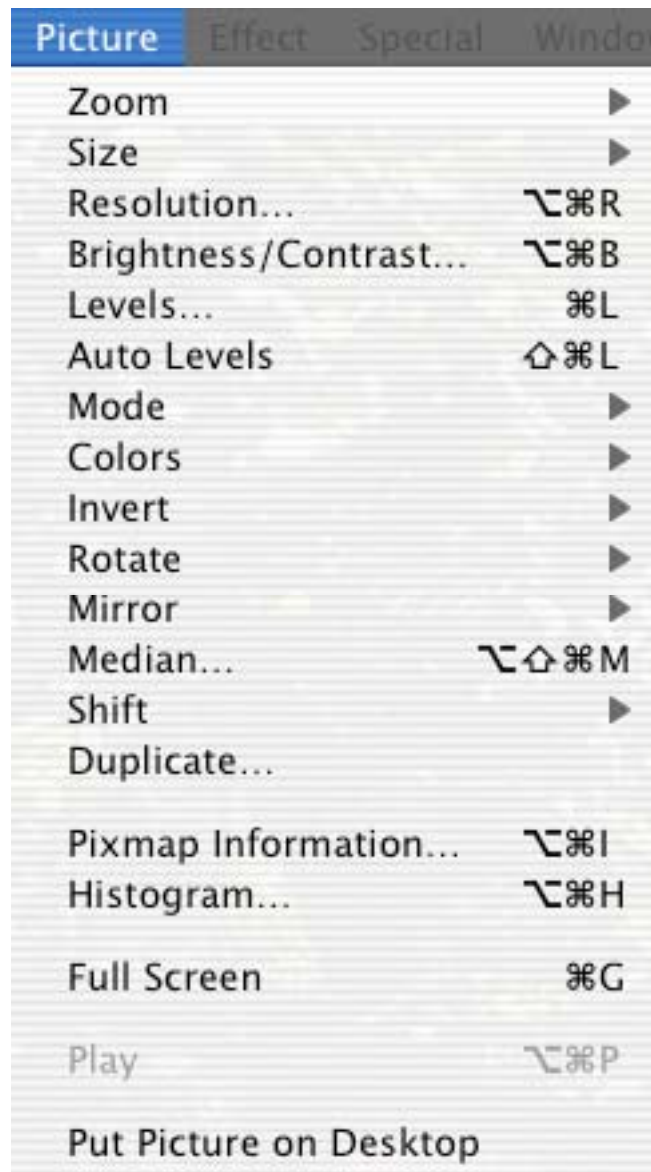 Picture Effect Special Window
Zoom ▶
Size ▶
Resolution... ⌥⌘R
Brightness/Contrast... ⌥⌘B
Levels... ⌘L
Auto Levels ⇧⌘L
Mode ▶
Colors ▶
Invert ▶
Rotate ▶
Mirror ▶
Median... ⌥⇧⌘M
Shift ▶
Duplicate...
Pixmap Information... ⌥⌘I
Histogram... ⌥⌘H
Full Screen ⌘G
Play ⌥⌘P
Put Picture on Desktop